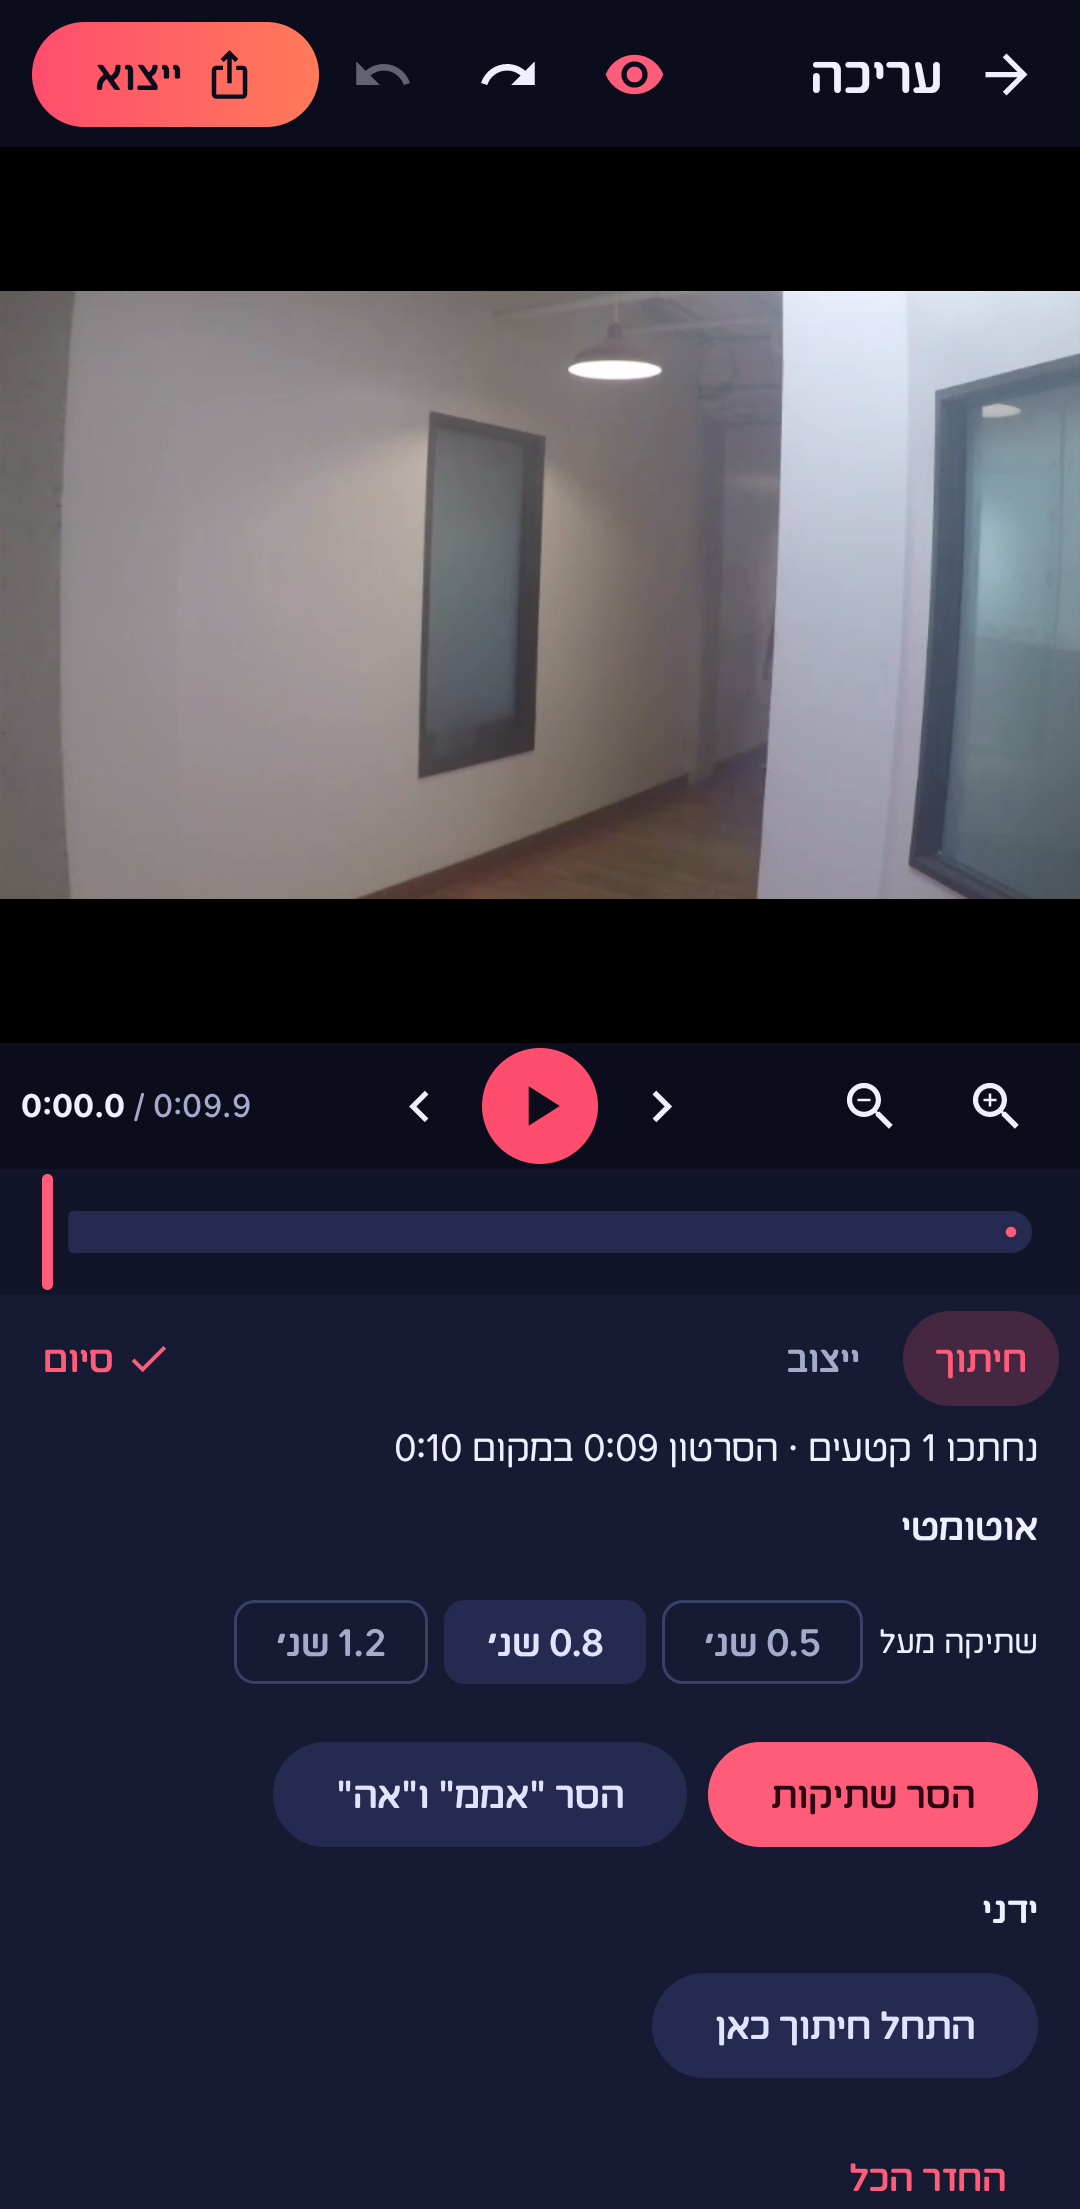 עריכה
ייצוא
0:00.0 / 0:09.9
חיתוך
ייצוב
סיום
נחתכו 1 קטעים · הסרטון 0:09 במקום 0:10
אוטומטי
שתיקה מעל
0.5 שנ׳
0.8 שנ׳
1.2 שנ׳
הסר שתיקות
הסר "אממ" ו"אה"
ידני
התחל חיתוך כאן
החזר הכל